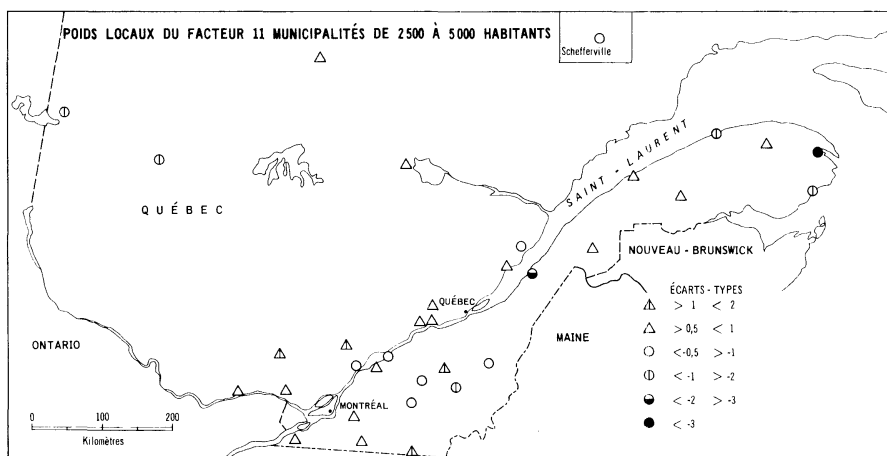 POIDS LOCAUX DU FACTEUR 11 MUNICIPALITÉS DE 2500 À 5000 HABITANTS
Schefferville
SAINT - LAURENT
QUÉBEC
NOUVEAU - BRUNSWICK
QUÉBEC
ÉCARTS - TYPES
> 1 < 2
> 0,5 < 1
<-0,5 > -1
< -1 > -2
< -2 > -3
< -3
MAINE
ONTARIO
MONTRÉAL
0 100 200
Kilomètres